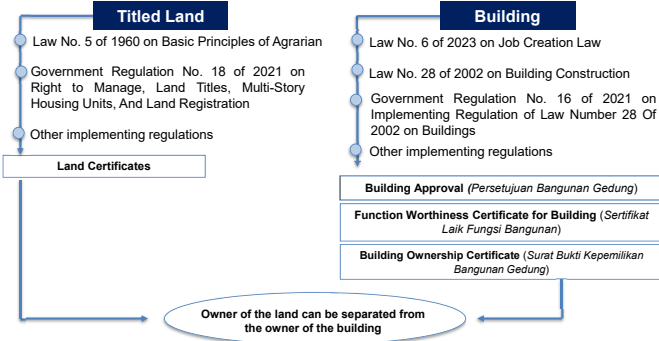 Titled Land
Law No. 5 of 1960 on Basic Principles of Agrarian
Government Regulation No. 18 of 2021 on
Right to Manage, Land Titles, Multi-Story
Housing Units, And Land Registration
Other implementing regulations
Land Certificates
Building
Law No. 6 of 2023 on Job Creation Law
Law No. 28 of 2002 on Building Construction
Government Regulation No. 16 of 2021 on
Implementing Regulation of Law Number 28 Of
2002 on Buildings
Other implementing regulations
Building Approval (Persetujuan Bangunan Gedung)
Function Worthiness Certificate for Building (Sertifikat
Laik Fungsi Bangunan)
Building Ownership Certificate (Surat Bukti Kepemilikan
Bangunan Gedung)
Owner of the land can be separated from
the owner of the building